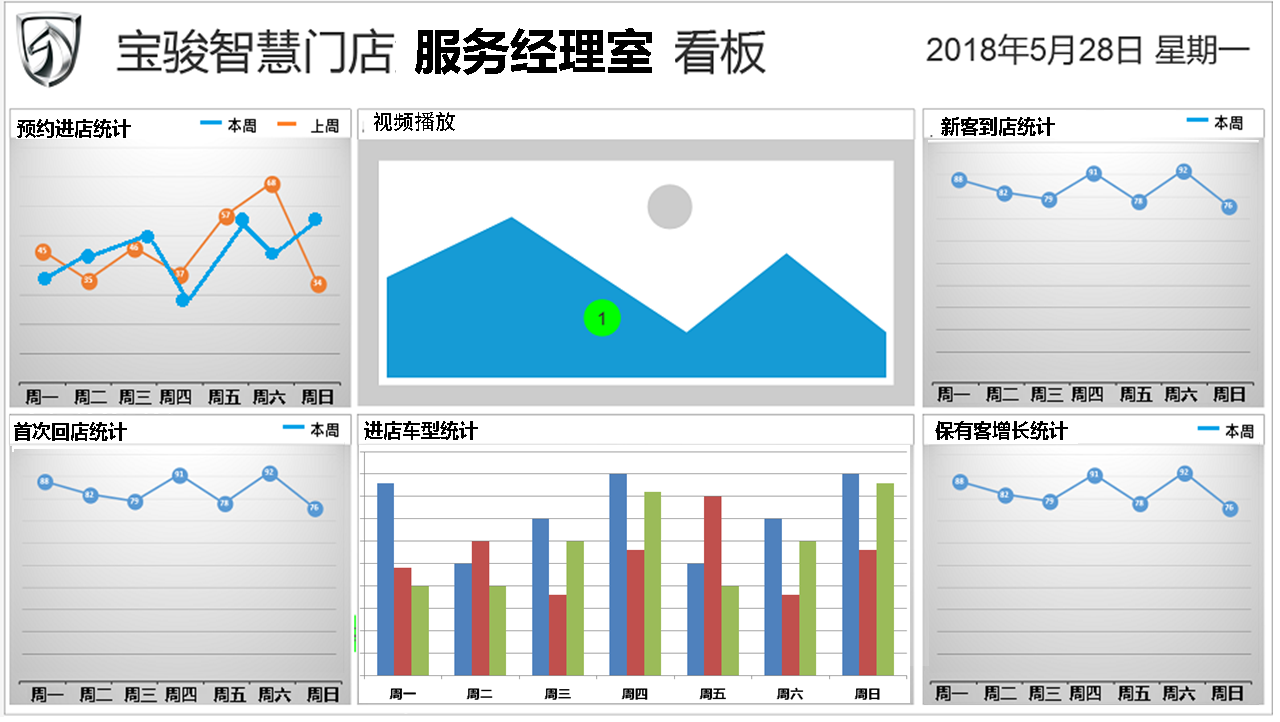 宝骏智慧门店 服务经理室 看板
2018年5月28日 星期一
预约进店统计 本周 上周
45 35 46 37 57 68 34
周一 周二 周三 周四 周五 周六 周日
视频播放
1
新客到店统计 本周
88 82 79 91 78 92 76
周一 周二 周三 周四 周五 周六 周日
首次回店统计 本周
88 82 79 91 78 92 76
周一 周二 周三 周四 周五 周六 周日
进店车型统计
周一 周二 周三 周四 周五 周六 周日
保有客增长统计 本周
88 82 79 91 78 92 76
周一 周二 周三 周四 周五 周六 周日